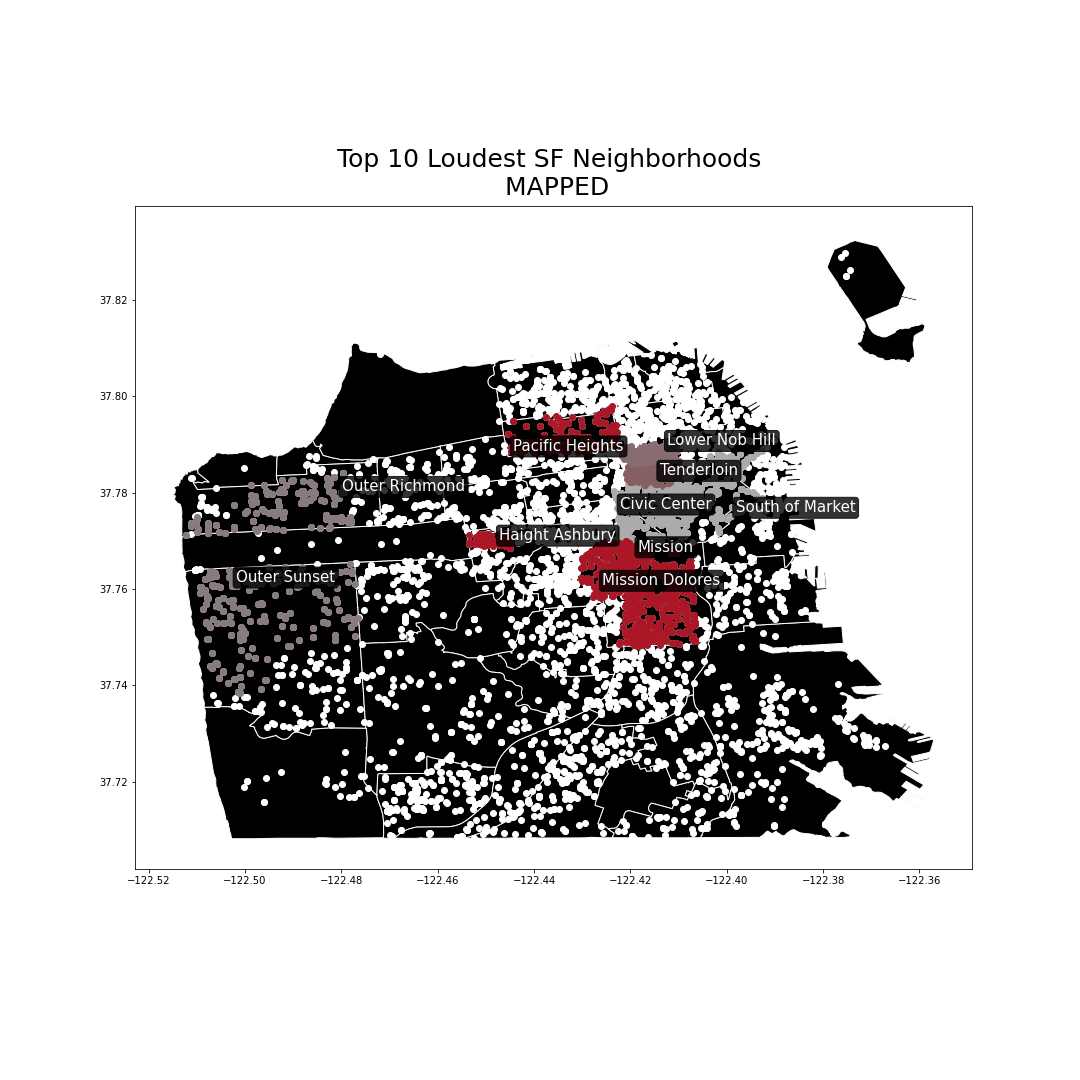 Top 10 Loudest SF Neighborhoods
MAPPED
37.82
37.80
37.78
37.76
37.74
37.72
Lower Nob Hill
Pacific Heights
Tenderloin
Outer Richmond
Civic Center
South of Market
Haight Ashbury
Mission
Outer Sunset
Mission Dolores
−122.52
−122.50
−122.48
−122.46
−122.44
−122.42
−122.40
−122.38
−122.36